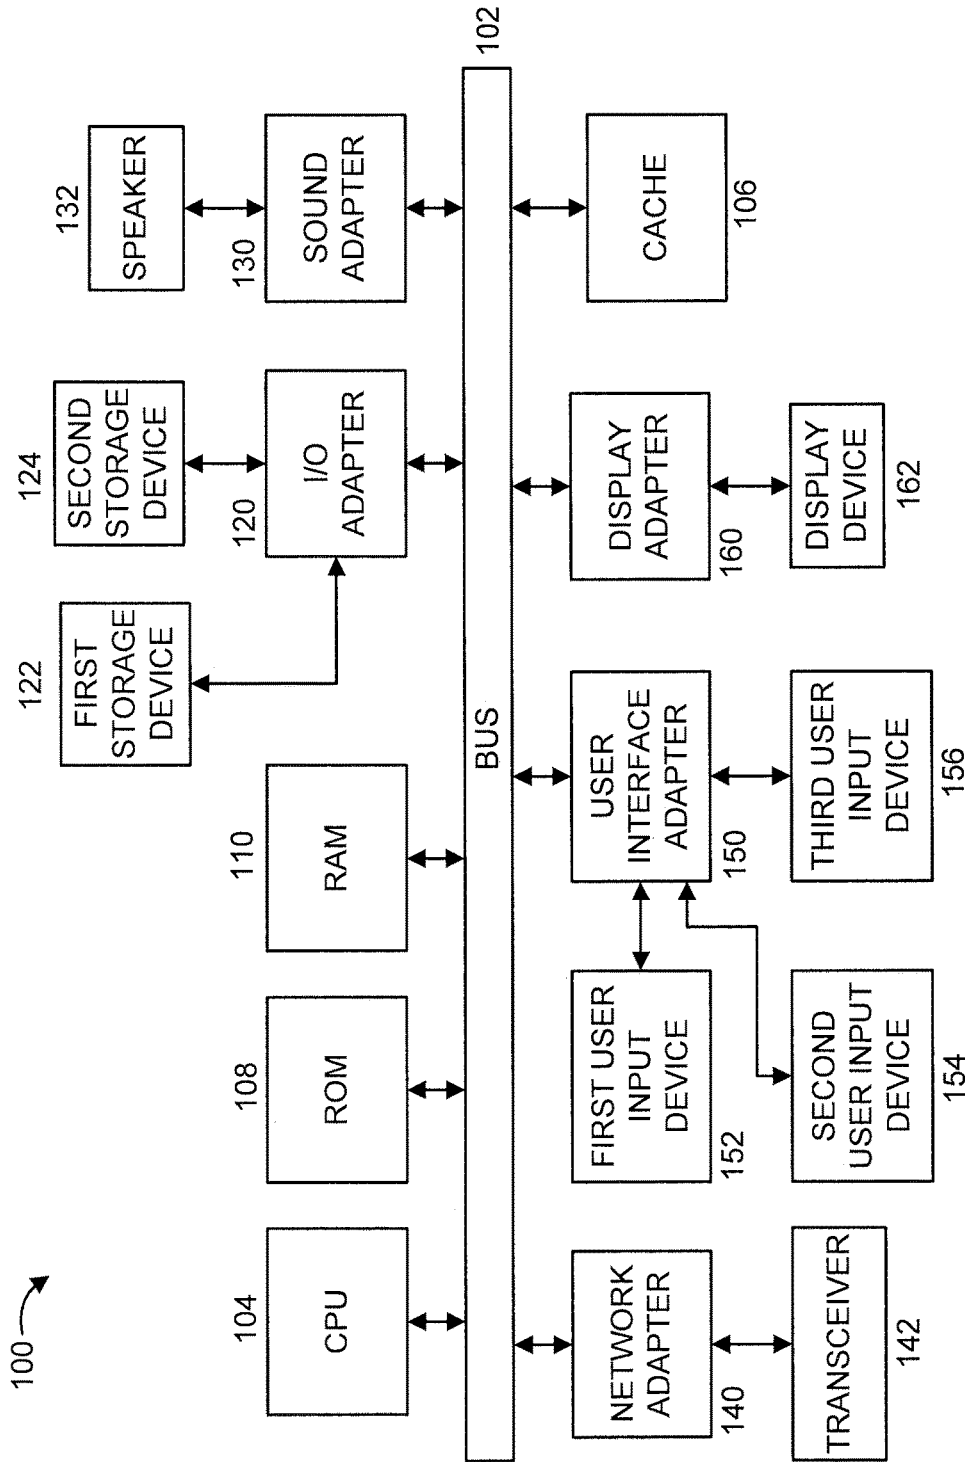 100
104
CPU
108
ROM
110
RAM
122
FIRST
STORAGE
DEVICE
124
SECOND
STORAGE
DEVICE
120
I/O
ADAPTER
132
SPEAKER
130
SOUND
ADAPTER
BUS
102
NETWORK
ADAPTER
140
TRANSCEIVER
142
FIRST USER
INPUT
DEVICE
152
SECOND
USER INPUT
DEVICE
154
USER
INTERFACE
ADAPTER
150
THIRD USER
INPUT
DEVICE
156
DISPLAY
ADAPTER
160
DISPLAY
DEVICE
162
CACHE
106